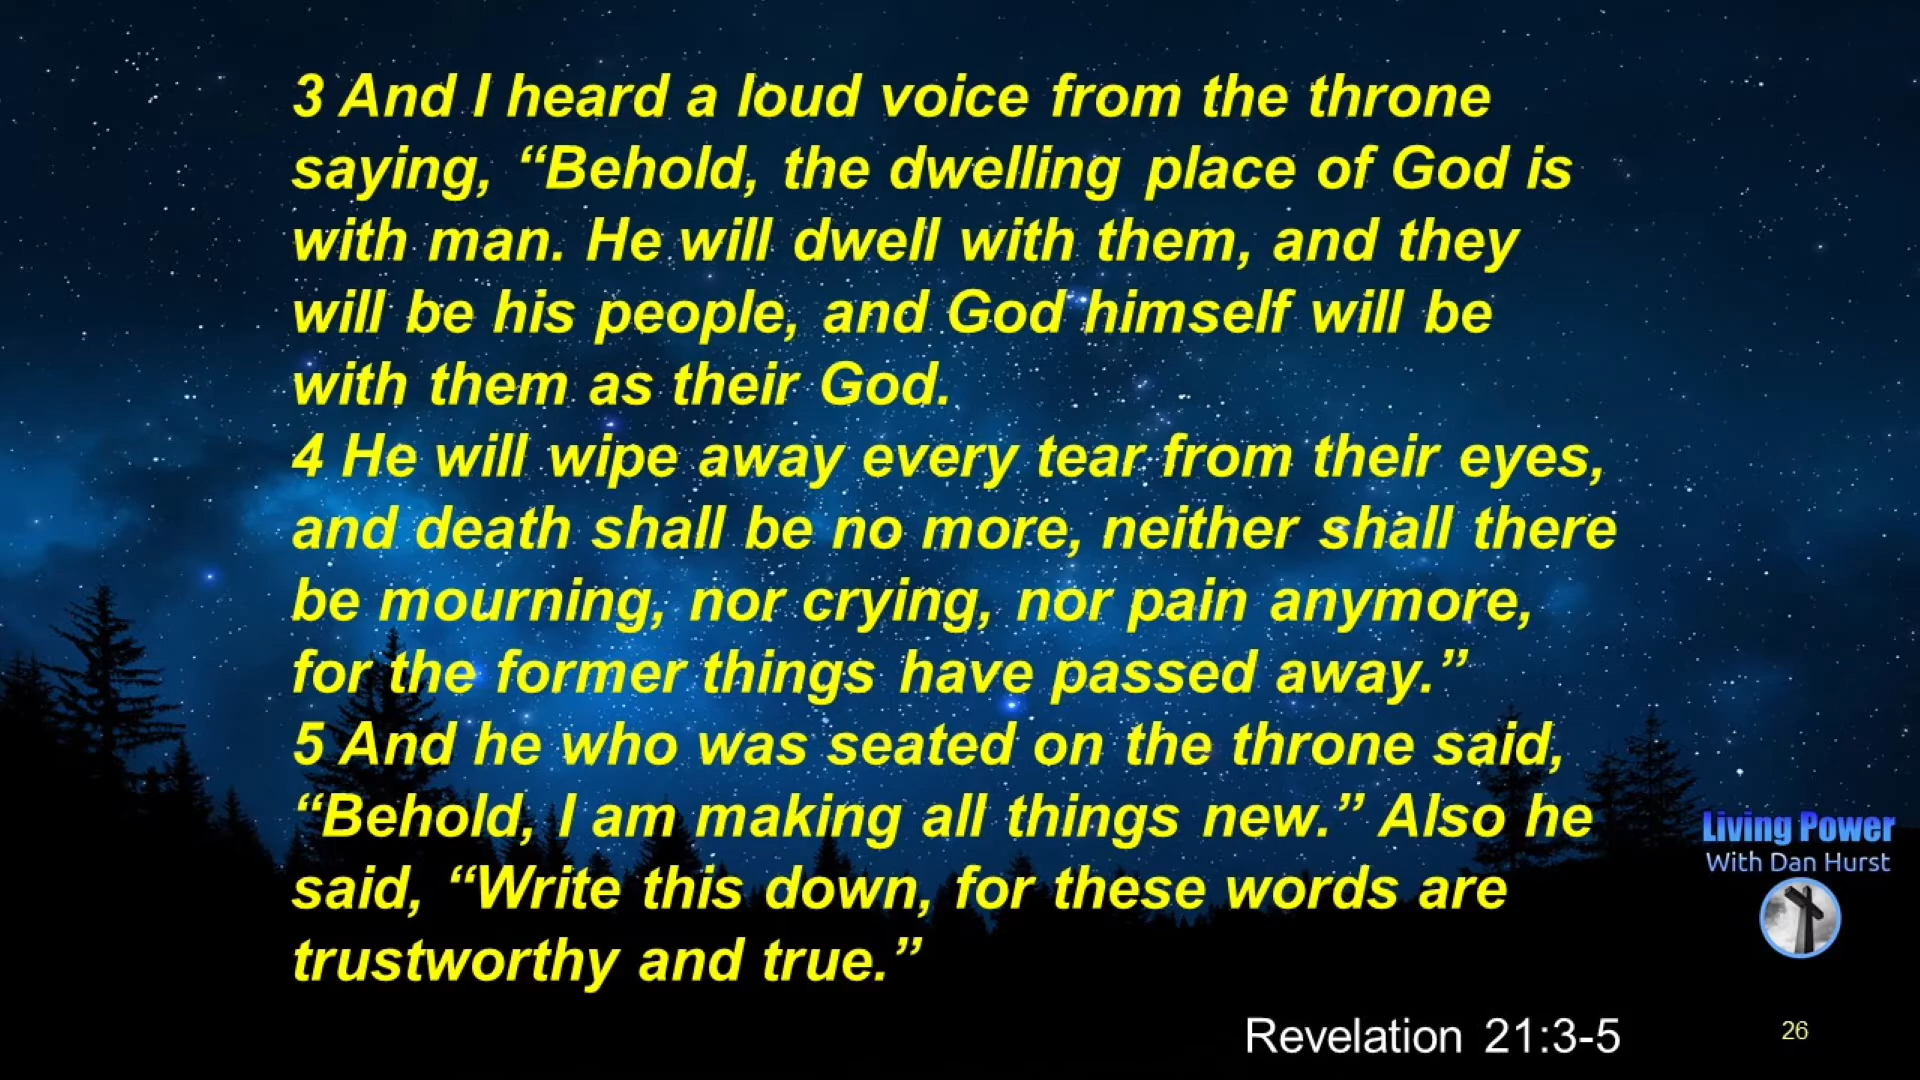 3 And I heard a loud voice from the throne
saying, “Behold, the dwelling place of God is
with man. He will dwell with them, and they
will be his people, and God himself will be
with them as their God.
4 He will wipe away every tear from their eyes,
and death shall be no more, neither shall there
be mourning, nor crying, nor pain anymore,
for the former things have passed away.”
5 And he who was seated on the throne said,
“Behold, I am making all things new.” Also he
said, “Write this down, for these words are
trustworthy and true.”
Living Power
With Dan Hurst
Revelation 21:3-5
26